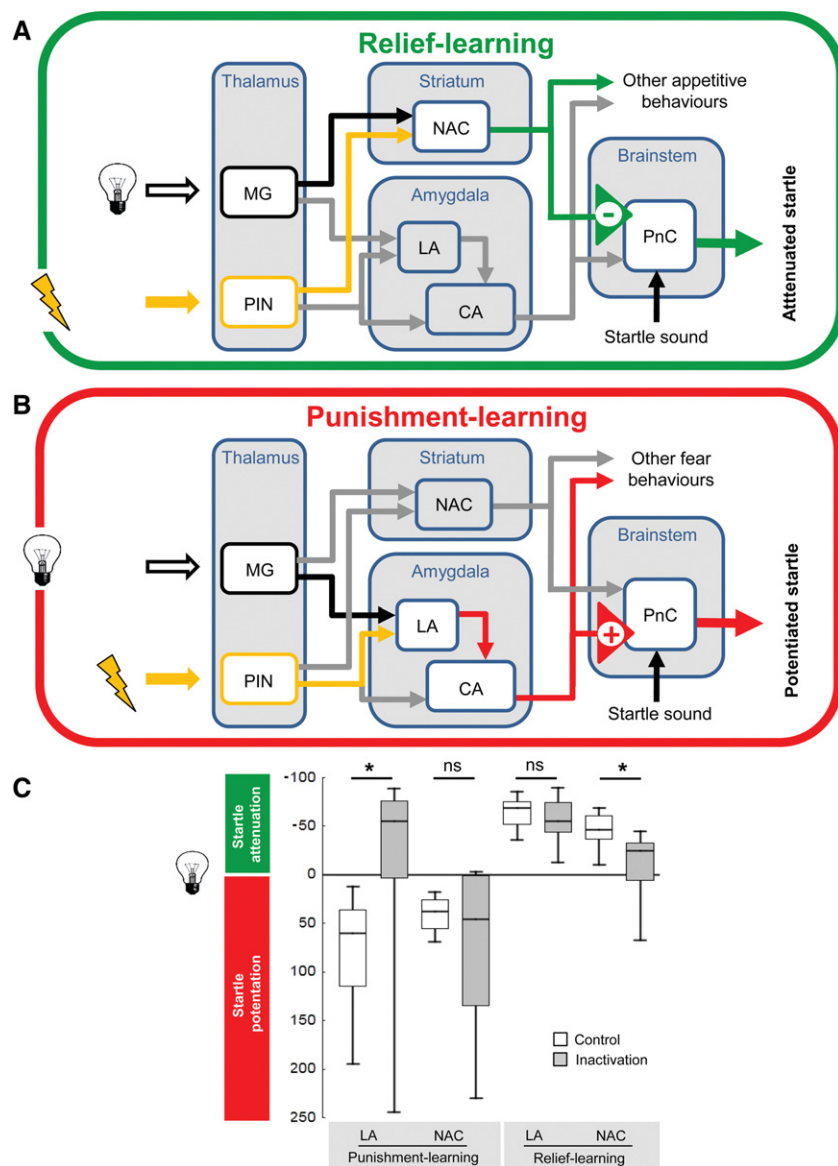 A
Relief-learning
Thalamus
Striatum
Other appetitive
behaviours
NAC
Brainstem
MG
Amygdala
-
LA
PnC
PIN
CA
Startle sound
Atttenuated startle
B
Punishment-learning
Thalamus
Striatum
Other fear
behaviours
NAC
Brainstem
MG
Amygdala
LA
+
PnC
PIN
CA
Startle sound
Potentiated startle
C
Startle
attenuation
Startle
potentation
-100
-50
0
50
100
150
200
250
* ns ns *
Control
Inactivation
LA NAC LA NAC
Punishment-learning Relief-learning